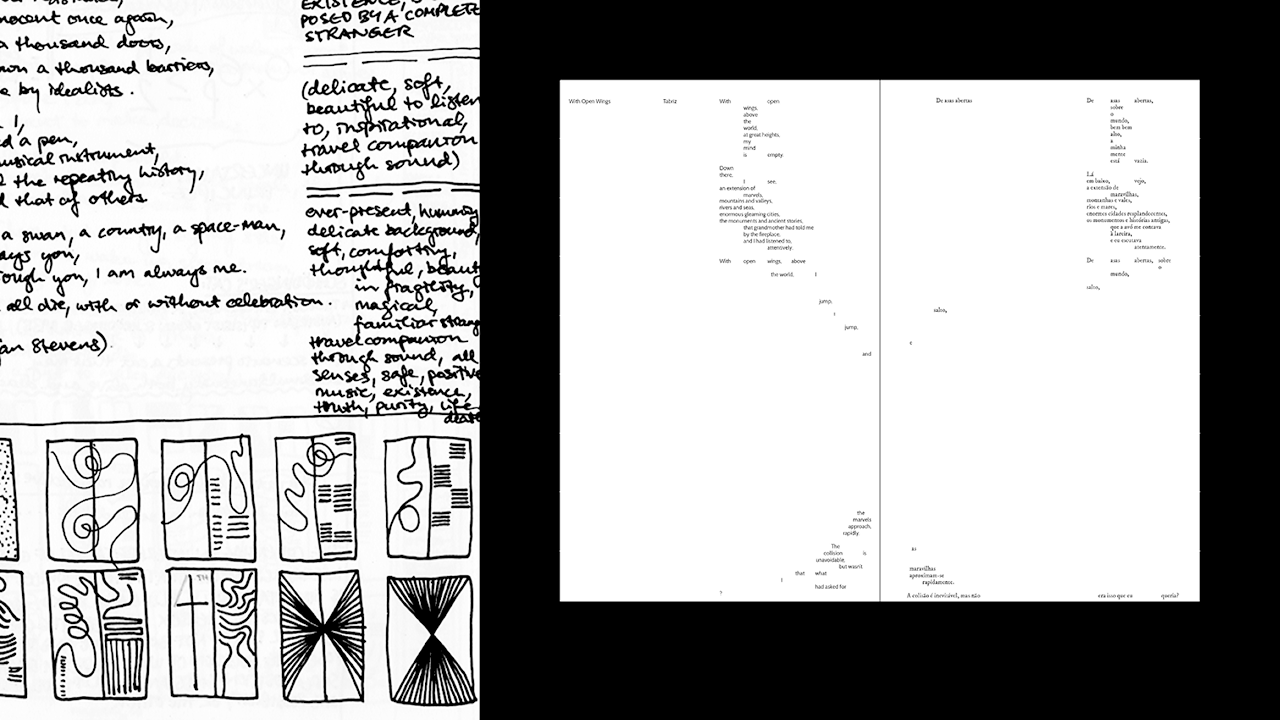 nocent once again,
a thousand doors,
own a thousand barriers,
e by idealists.
I,
d a pen,
musical instrument,
d the repeating history,
d that of others.
a swan, a country, a space-man,
ays you,
rough you, I am always me.
all die, with or without celebration.
an Stevens).
EXISTENCE,
POSED BY A COMPLETE
STRANGER
(delicate, soft,
beautiful to listen
to, inspirational,
travel companion
through sound)
ever-present, humming
delicate background,
soft, comforting,
thoughtful, beaut
in fragility,
magical,
familiar strang
travel companion
through sound, all
senses, safe, positiv
music, existence,
truth, purity, life
death
With Open Wings
Tabriz
With open
wings,
above
the
world,
at great heights,
my
mind
is empty.
Down
there,
I see,
an extension of
marvels,
mountains and valleys,
rivers and seas,
enormous gleaming cities,
the monuments and ancient stories,
that grandmother had told me
by the fireplace,
and I had listened to,
attentively.
With open wings, above
the world, I
jump,
I
jump,
and
the
marvels
approach,
rapidly.
The
collision is
unavoidable,
but wasn't
that what
I
had asked for
?
De asas abertas
De asas abertas,
sobre
o
mundo,
bem bem
alto,
a
minha
mente
está vazia.
Lá
em baixo, vejo,
a extensão de
maravilhas,
montanhas e vales,
rios e mares,
enormes cidades resplandecentes,
os monumentos e histórias antigas,
que a avó me contava
à lareira,
e eu escutava
atentamente.
De asas abertas, sobre
o
mundo,
salto,
salto,
e
as
maravilhas
aproximam-se
rapidamente.
A colisão é inevitável, mas não
era isso que eu queria?